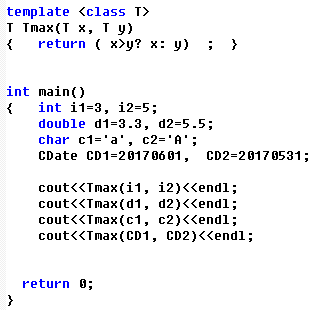 template <class T>
T Tmax(T x, T y)
{   return ( x>y? x: y)  ;  }
int main()
{   int i1=3, i2=5;
    double d1=3.3, d2=5.5;
    char c1='a', c2='A';
    CDate CD1=20170601,  CD2=20170531;
    cout<<Tmax(i1, i2)<<endl;
    cout<<Tmax(d1, d2)<<endl;
    cout<<Tmax(c1, c2)<<endl;
    cout<<Tmax(CD1, CD2)<<endl;
  return 0;
}